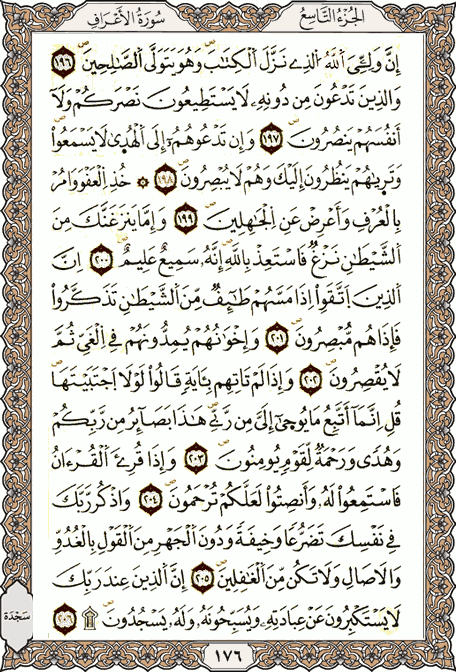 الجزء التاسع
سورة الأعراف
إِنَّ وَلِيِّيَ ٱللَّهُ ٱلَّذِي نَزَّلَ ٱلْكِتَٰبَ وَهُوَ يَتَوَلَّى ٱلصَّٰلِحِينَ ١٩٦
وَٱلَّذِينَ تَدْعُونَ مِن دُونِهِۦ لَا يَسْتَطِيعُونَ نَصْرَكُمْ وَلَآ
أَنفُسَهُمْ يَنصُرُونَ ١٩٧ وَإِن تَدْعُوهُمْ إِلَى ٱلْهُدَىٰ لَا يَسْمَعُوا۟
وَتَرَىٰهُمْ يَنظُرُونَ إِلَيْكَ وَهُمْ لَا يُبْصِرُونَ ١٩٨ خُذِ ٱلْعَفْوَ وَأْمُرْ
بِٱلْعُرْفِ وَأَعْرِضْ عَنِ ٱلْجَٰهِلِينَ ١٩٩ وَإِمَّا يَنزَغَنَّكَ مِنَ
ٱلشَّيْطَٰنِ نَزْغٌ فَٱسْتَعِذْ بِٱللَّهِ إِنَّهُۥ سَمِيعٌ عَلِيمٌ ٢٠٠ إِنَّ
ٱلَّذِينَ ٱتَّقَوْا۟ إِذَا مَسَّهُمْ طَٰٓئِفٌ مِّنَ ٱلشَّيْطَٰنِ تَذَكَّرُوا۟
فَإِذَا هُم مُّبْصِرُونَ ٢٠١ وَإِخْوَٰنُهُمْ يُمِدُّونَهُمْ فِي ٱلْغَيِّ ثُمَّ
لَا يُقْصِرُونَ ٢٠٢ وَإِذَا لَمْ تَاتِهِم بِـَٔايَةٍ قَالُوا۟ لَوْلَا ٱجْتَبَيْتَهَا
قُلْ إِنَّمَآ أَتَّبِعُ مَا يُوحَىٰٓ إِلَىَّ مِن رَّبِّي هَٰذَا بَصَآئِرُ مِن رَّبِّكُمْ
وَهُدًى وَرَحْمَةٌ لِّقَوْمٍ يُومِنُونَ ٢٠٣ وَإِذَا قُرِئَ ٱلْقُرْءَانُ
فَٱسْتَمِعُوا۟ لَهُۥ وَأَنصِتُوا۟ لَعَلَّكُمْ تُرْحَمُونَ ٢٠٤ وَٱذْكُر رَّبَّكَ
فِي نَفْسِكَ تَضَرُّعًا وَخِيفَةً وَدُونَ ٱلْجَهْرِ مِنَ ٱلْقَوْلِ بِٱلْغُدُوِّ
وَٱلْاصَالِ وَلَا تَكُن مِّنَ ٱلْغَٰفِلِينَ ٢٠٥ إِنَّ ٱلَّذِينَ عِندَ رَبِّكَ
لَا يَسْتَكْبِرُونَ عَنْ عِبَادَتِهِۦ وَيُسَبِّحُونَهُۥ وَلَهُۥ يَسْجُدُونَ ۩ ٢٠٦
سَجْدَة
١٧٦